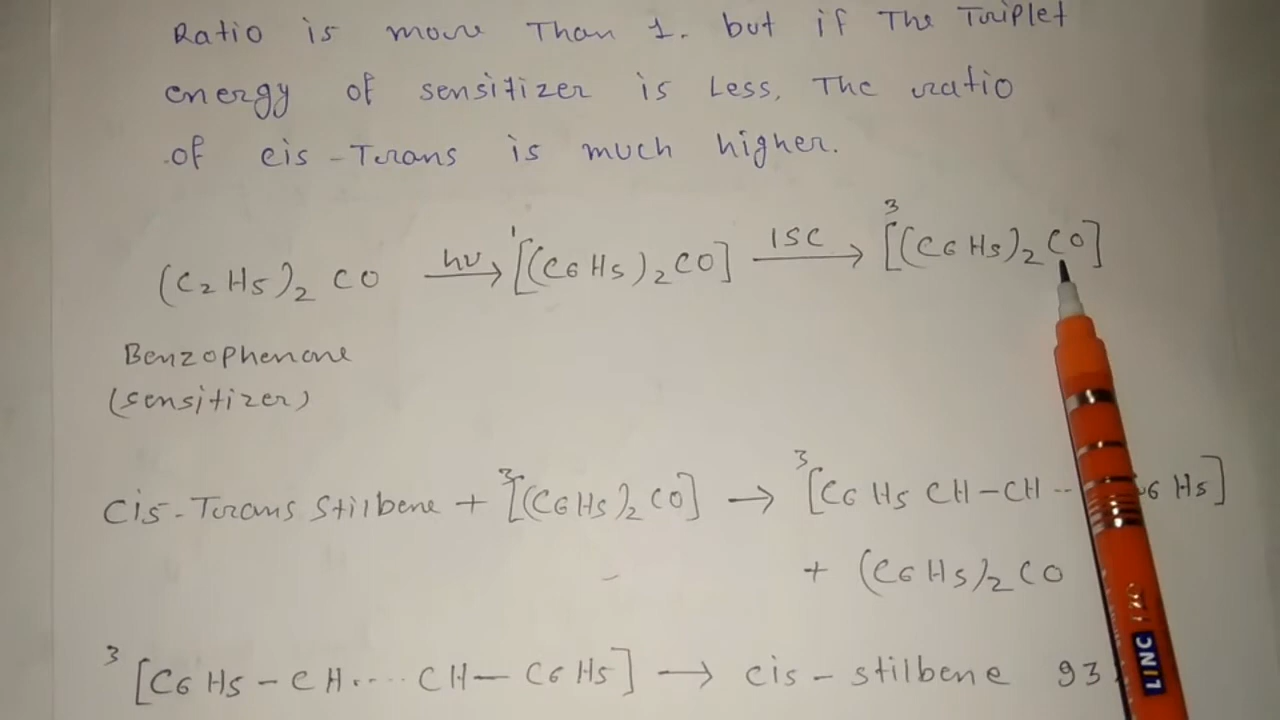 Ratio is more Than 1. but if The Triplet
energy of sensitizer is Less, The ratio
of cis-Trans is much higher.
(C2H5)2 CO hν → ¹[(C6H5)2CO] ISC → ³[(C6H5)2CO]
Benzophenone
(sensitizer)
Cis-Trans Stilbene + ³[(C6H5)2CO] → ³[C6H5 CH-CH -- C6H5]
+ (C6H5)2CO
³[C6H5-CH....CH-C6H5] → cis-stilbene 93
LINC